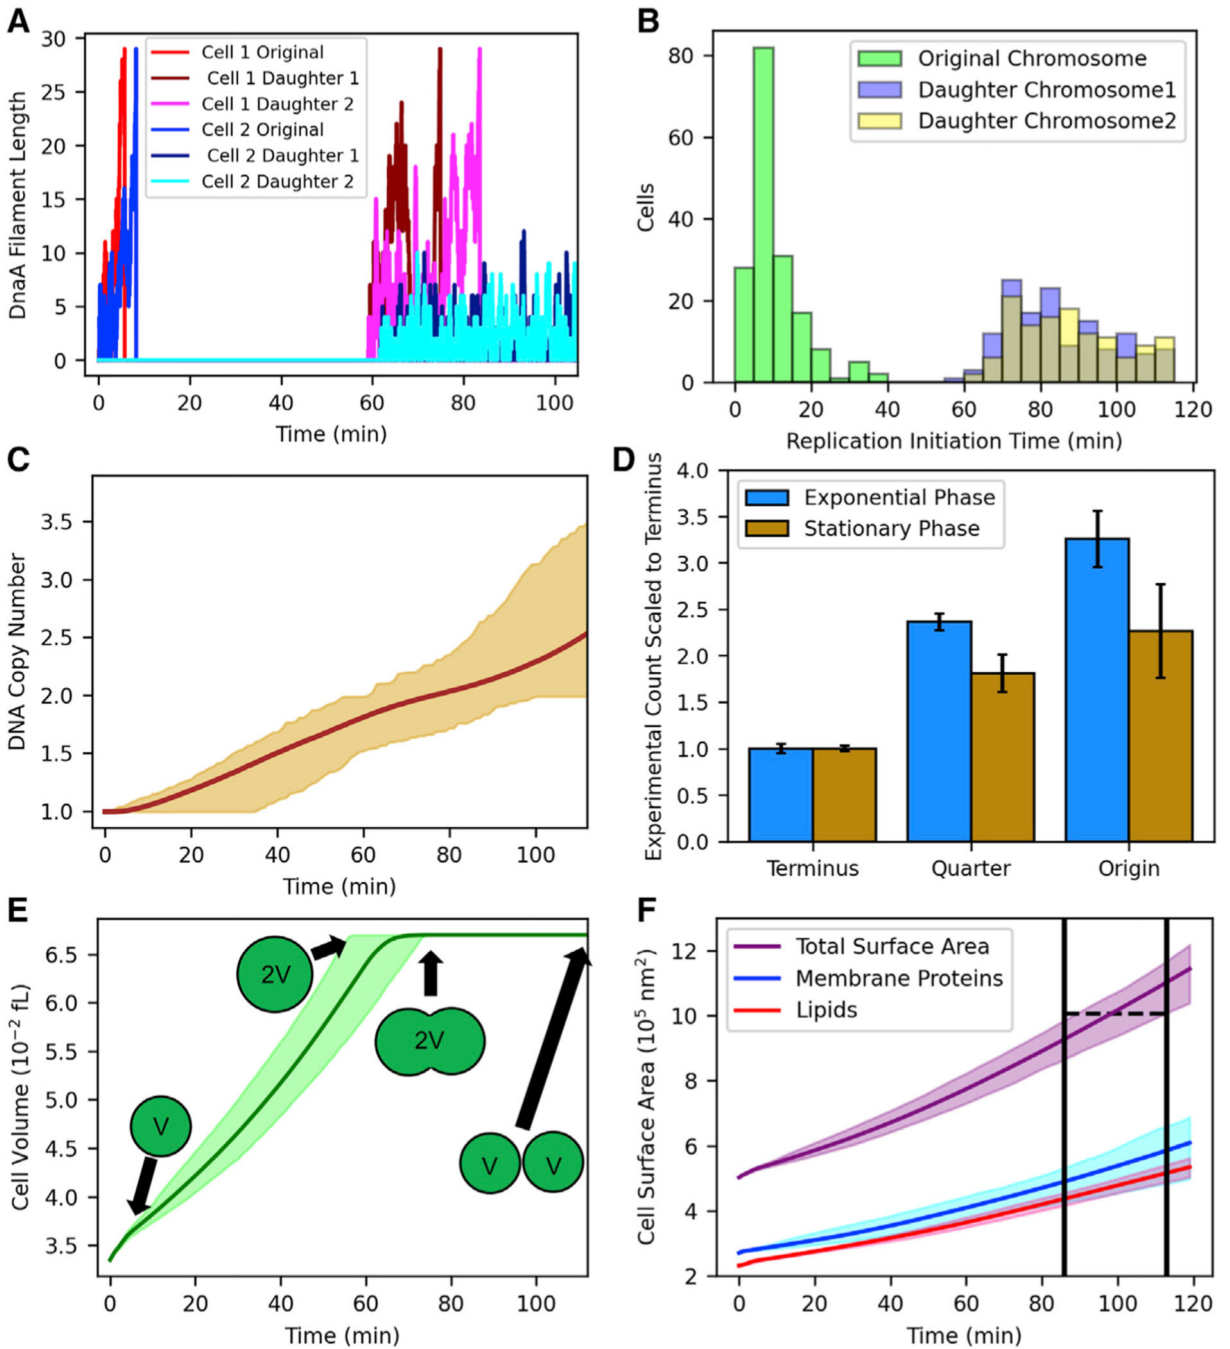 A
30
25
20
15
10
5
0
DnaA Filament Length
Cell 1 Original
Cell 1 Daughter 1
Cell 1 Daughter 2
Cell 2 Original
Cell 2 Daughter 1
Cell 2 Daughter 2
0 20 40 60 80 100
Time (min)
B
80
60
40
20
0
Cells
Original Chromosome
Daughter Chromosome1
Daughter Chromosome2
0 20 40 60 80 100 120
Replication Initiation Time (min)
C
3.5
3.0
2.5
2.0
1.5
1.0
DNA Copy Number
0 20 40 60 80 100
Time (min)
D
4.0
3.5
3.0
2.5
2.0
1.5
1.0
0.5
0.0
Experimental Count Scaled to Terminus
Exponential Phase
Stationary Phase
Terminus Quarter Origin
E
6.5
6.0
5.5
5.0
4.5
4.0
3.5
Cell Volume (10⁻² fL)
2V
2V
V
V V
0 20 40 60 80 100
Time (min)
F
12
10
8
6
4
2
Cell Surface Area (10⁵ nm²)
Total Surface Area
Membrane Proteins
Lipids
0 20 40 60 80 100 120
Time (min)